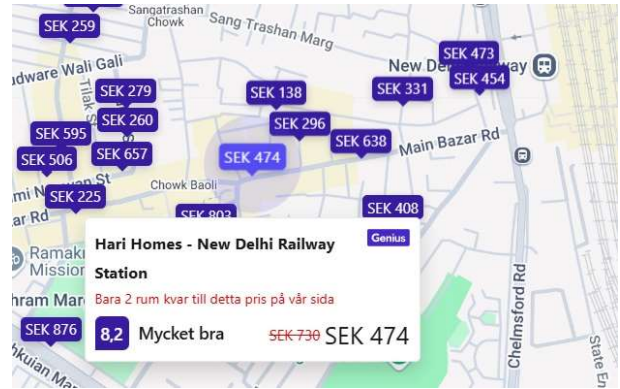 Sangatrashan
Chowk
Sang Trashan Marg
SEK 259
SEK 473
New De
way
SEK 454
udware Wali Gali
Tilak S
SEK 279
SEK 138
SEK 331
SEK 260
SEK 296
SEK 595
SEK 638
Main Bazar Rd
SEK 506
SEK 657
SEK 474
Chowk Baoli
SEK 225
ar Rd
SEK 803
SEK 408
Hari Homes - New Delhi Railway
Station
Genius
Bara 2 rum kvar till detta pris på vår sida
8,2 Mycket bra SEK 730 SEK 474
Ramak
Mission
hram Mar
SEK 876
hkuian Ma
Chelmsford Rd
State En